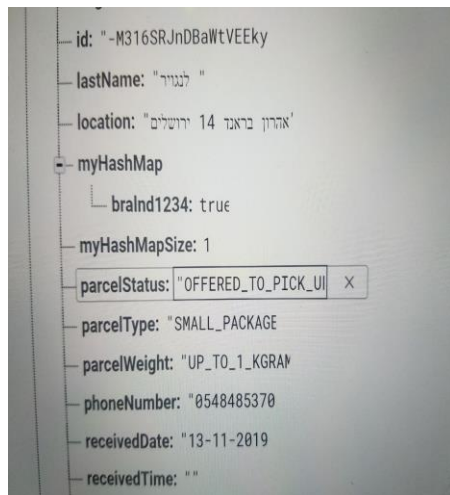 id: "-M316SRJnDBaWtVEEky
lastName: "לנגויר "
location: "אהרון בראנד 14 ירושלים'
myHashMap
bralnd1234: true
myHashMapSize: 1
parcelStatus: "OFFERED_TO_PICK_UI X
parcelType: "SMALL_PACKAGE
parcelWeight: "UP_TO_1_KGRAM
phoneNumber: "0548485370
receivedDate: "13-11-2019
receivedTime: ""